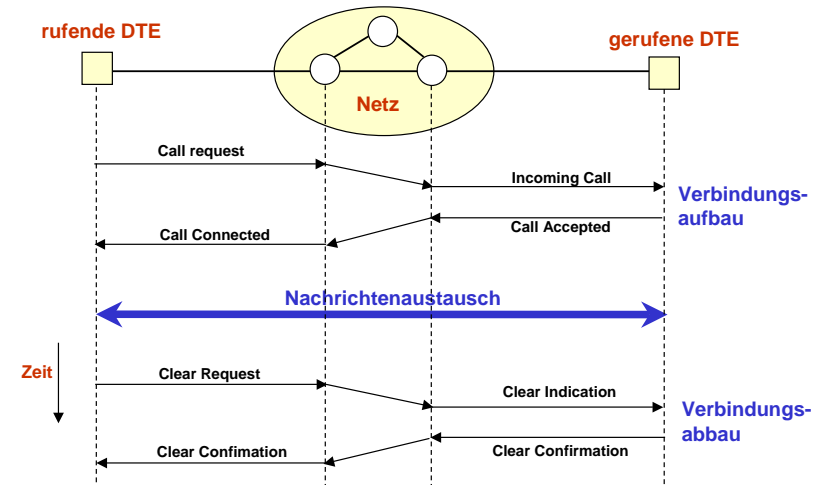 rufende DTE
gerufene DTE
Netz
Call request
Incoming Call
Verbindungs-
aufbau
Call Accepted
Call Connected
Nachrichtenaustausch
Zeit
Clear Request
Clear Indication
Verbindungs-
abbau
Clear Confimation
Clear Confirmation